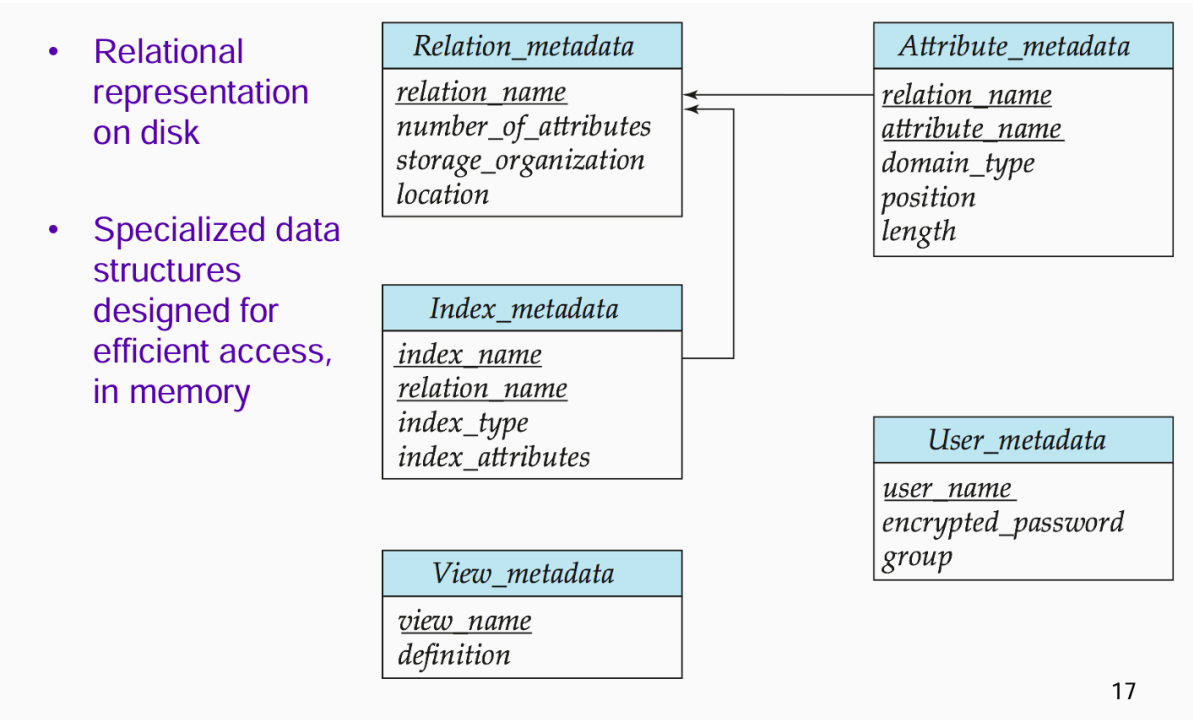 • Relational
representation
on disk
• Specialized data
structures
designed for
efficient access,
in memory
Relation_metadata
relation_name
number_of_attributes
storage_organization
location
Attribute_metadata
relation_name
attribute_name
domain_type
position
length
Index_metadata
index_name
relation_name
index_type
index_attributes
User_metadata
user_name
encrypted_password
group
View_metadata
view_name
definition
17